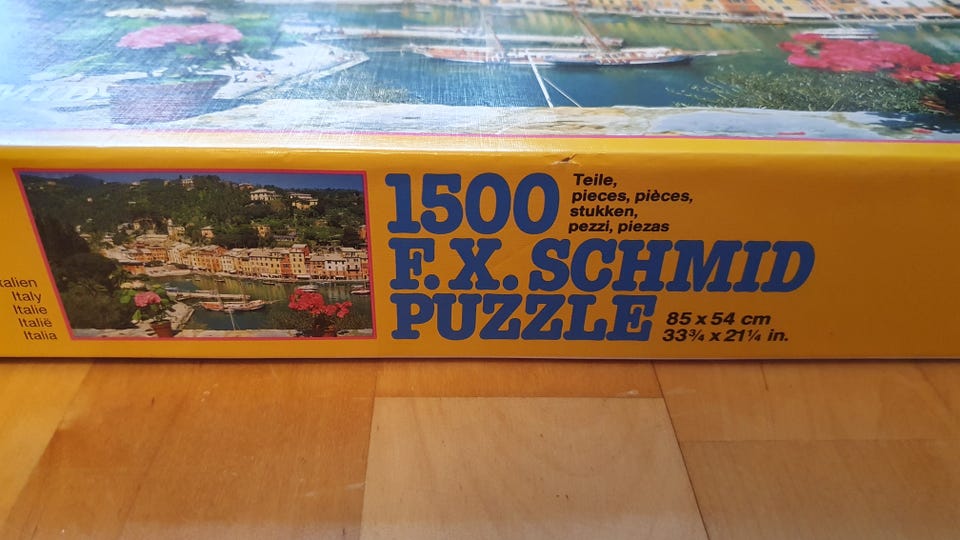 SCHMID
1500
Teile,
pieces, pièces,
stukken,
pezzi, piezas
F.X. SCHMID
PUZZLE
85 x 54 cm
33¾ x 21¼ in.
Italy
Italie
Italië
Italia